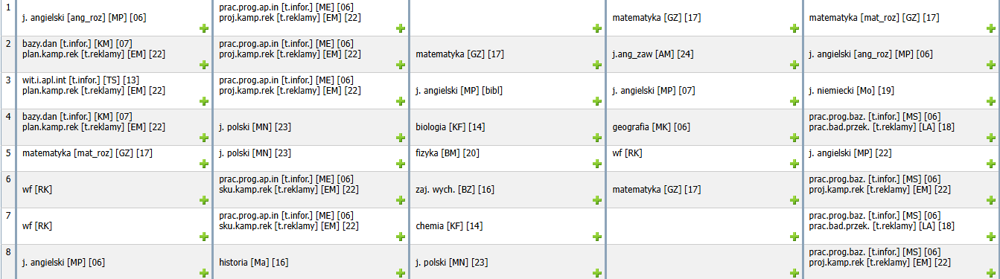 1
j. angielski [ang_roz] [MP] [06]
prac.prog.ap.in [t.infor.] [ME] [06]
proj.kamp.rek [t.reklamy] [EM] [22]
matematyka [GZ] [17]
matematyka [mat_roz] [GZ] [17]
2
bazy.dan [t.infor.] [KM] [07]
plan.kamp.rek [t.reklamy] [EM] [22]
prac.prog.ap.in [t.infor.] [ME] [06]
proj.kamp.rek [t.reklamy] [EM] [22]
matematyka [GZ] [17]
j.ang_zaw [AM] [24]
j. angielski [ang_roz] [MP] [06]
3
wit.i.apl.int [t.infor.] [TS] [13]
plan.kamp.rek [t.reklamy] [EM] [22]
prac.prog.ap.in [t.infor.] [ME] [06]
proj.kamp.rek [t.reklamy] [EM] [22]
j. angielski [MP] [bibl]
j. angielski [MP] [07]
j. niemiecki [Mo] [19]
4
bazy.dan [t.infor.] [KM] [07]
plan.kamp.rek [t.reklamy] [EM] [22]
j. polski [MN] [23]
biologia [KF] [14]
geografia [MK] [06]
prac.prog.baz. [t.infor.] [MS] [06]
prac.bad.przek. [t.reklamy] [LA] [18]
5
matematyka [mat_roz] [GZ] [17]
j. polski [MN] [23]
fizyka [BM] [20]
wf [RK]
j. angielski [MP] [22]
6
wf [RK]
prac.prog.ap.in [t.infor.] [ME] [06]
sku.kamp.rek [t.reklamy] [EM] [22]
zaj. wych. [BZ] [16]
matematyka [GZ] [17]
prac.prog.baz. [t.infor.] [MS] [06]
proj.kamp.rek [t.reklamy] [EM] [22]
7
wf [RK]
prac.prog.ap.in [t.infor.] [ME] [06]
sku.kamp.rek [t.reklamy] [EM] [22]
chemia [KF] [14]
prac.prog.baz. [t.infor.] [MS] [06]
prac.bad.przek. [t.reklamy] [LA] [18]
8
j. angielski [MP] [06]
historia [Ma] [16]
j. polski [MN] [23]
prac.prog.baz. [t.infor.] [MS] [06]
proj.kamp.rek [t.reklamy] [EM] [22]